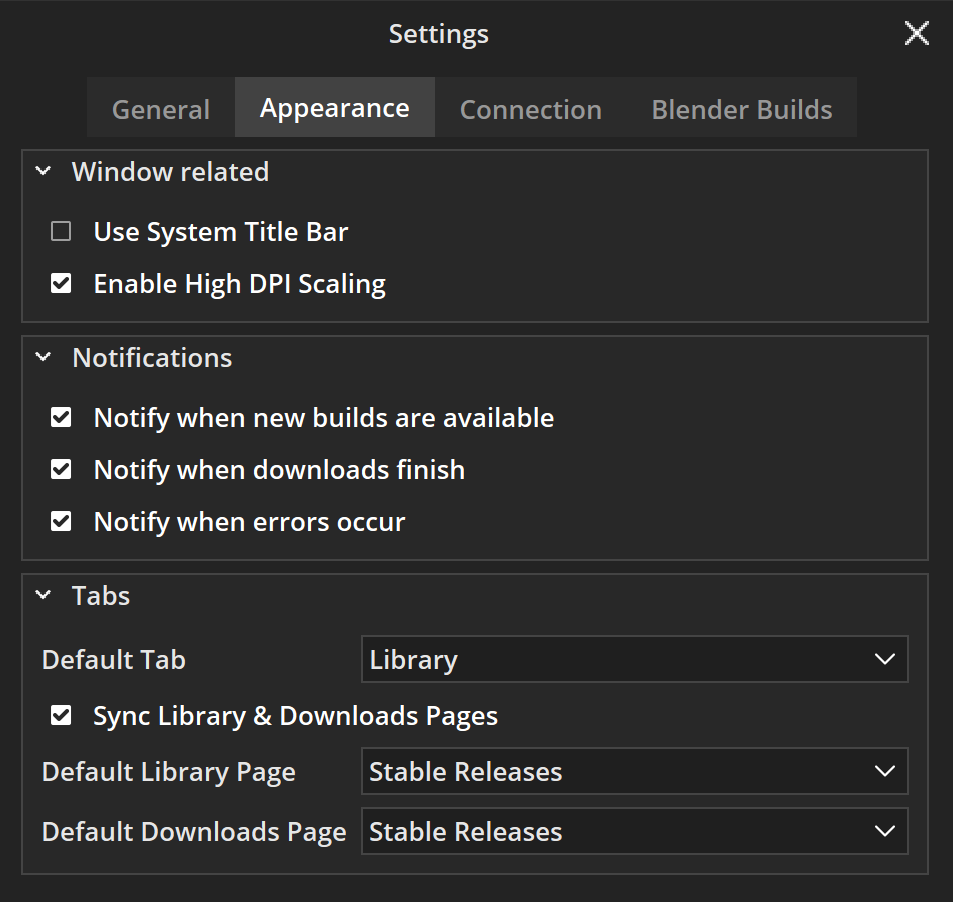 Settings
General Appearance Connection Blender Builds
Window related
Use System Title Bar
Enable High DPI Scaling
Notifications
Notify when new builds are available
Notify when downloads finish
Notify when errors occur
Tabs
Default Tab Library
Sync Library & Downloads Pages
Default Library Page Stable Releases
Default Downloads Page Stable Releases